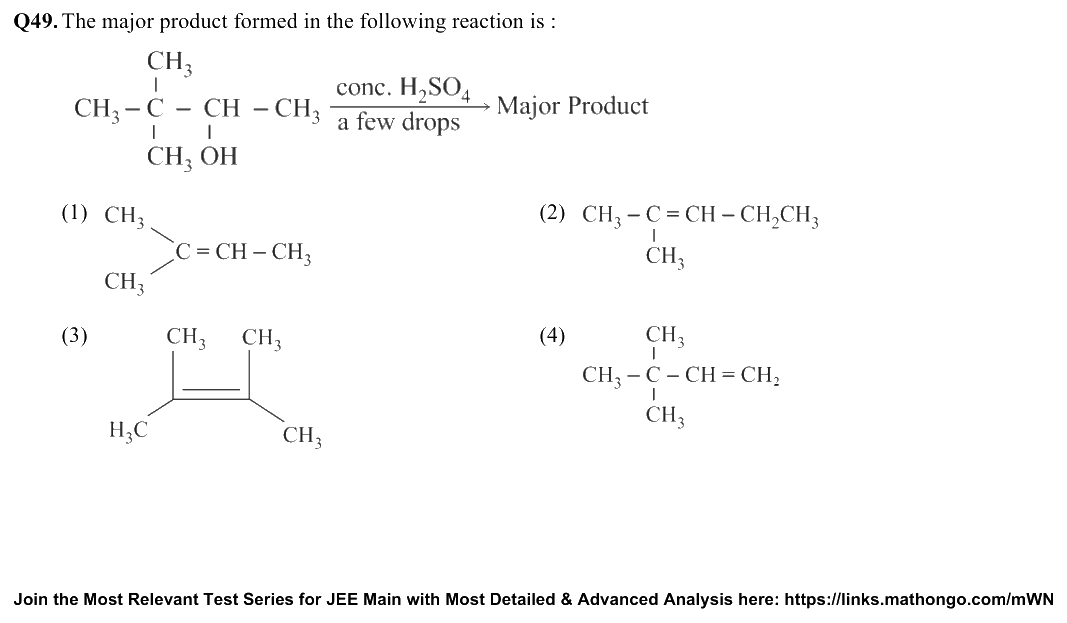 Q49. The major product formed in the following reaction is :
CH₃
CH₃ – C – CH – CH₃ conc. H₂SO₄ a few drops → Major Product
CH₃ OH
(1) CH₃
C = CH – CH₃
CH₃
(2) CH₃ – C = CH – CH₂CH₃
CH₃
(3) CH₃ CH₃
H₃C CH₃
(4) CH₃
CH₃ – C – CH = CH₂
CH₃
Join the Most Relevant Test Series for JEE Main with Most Detailed & Advanced Analysis here: https://links.mathongo.com/mWN